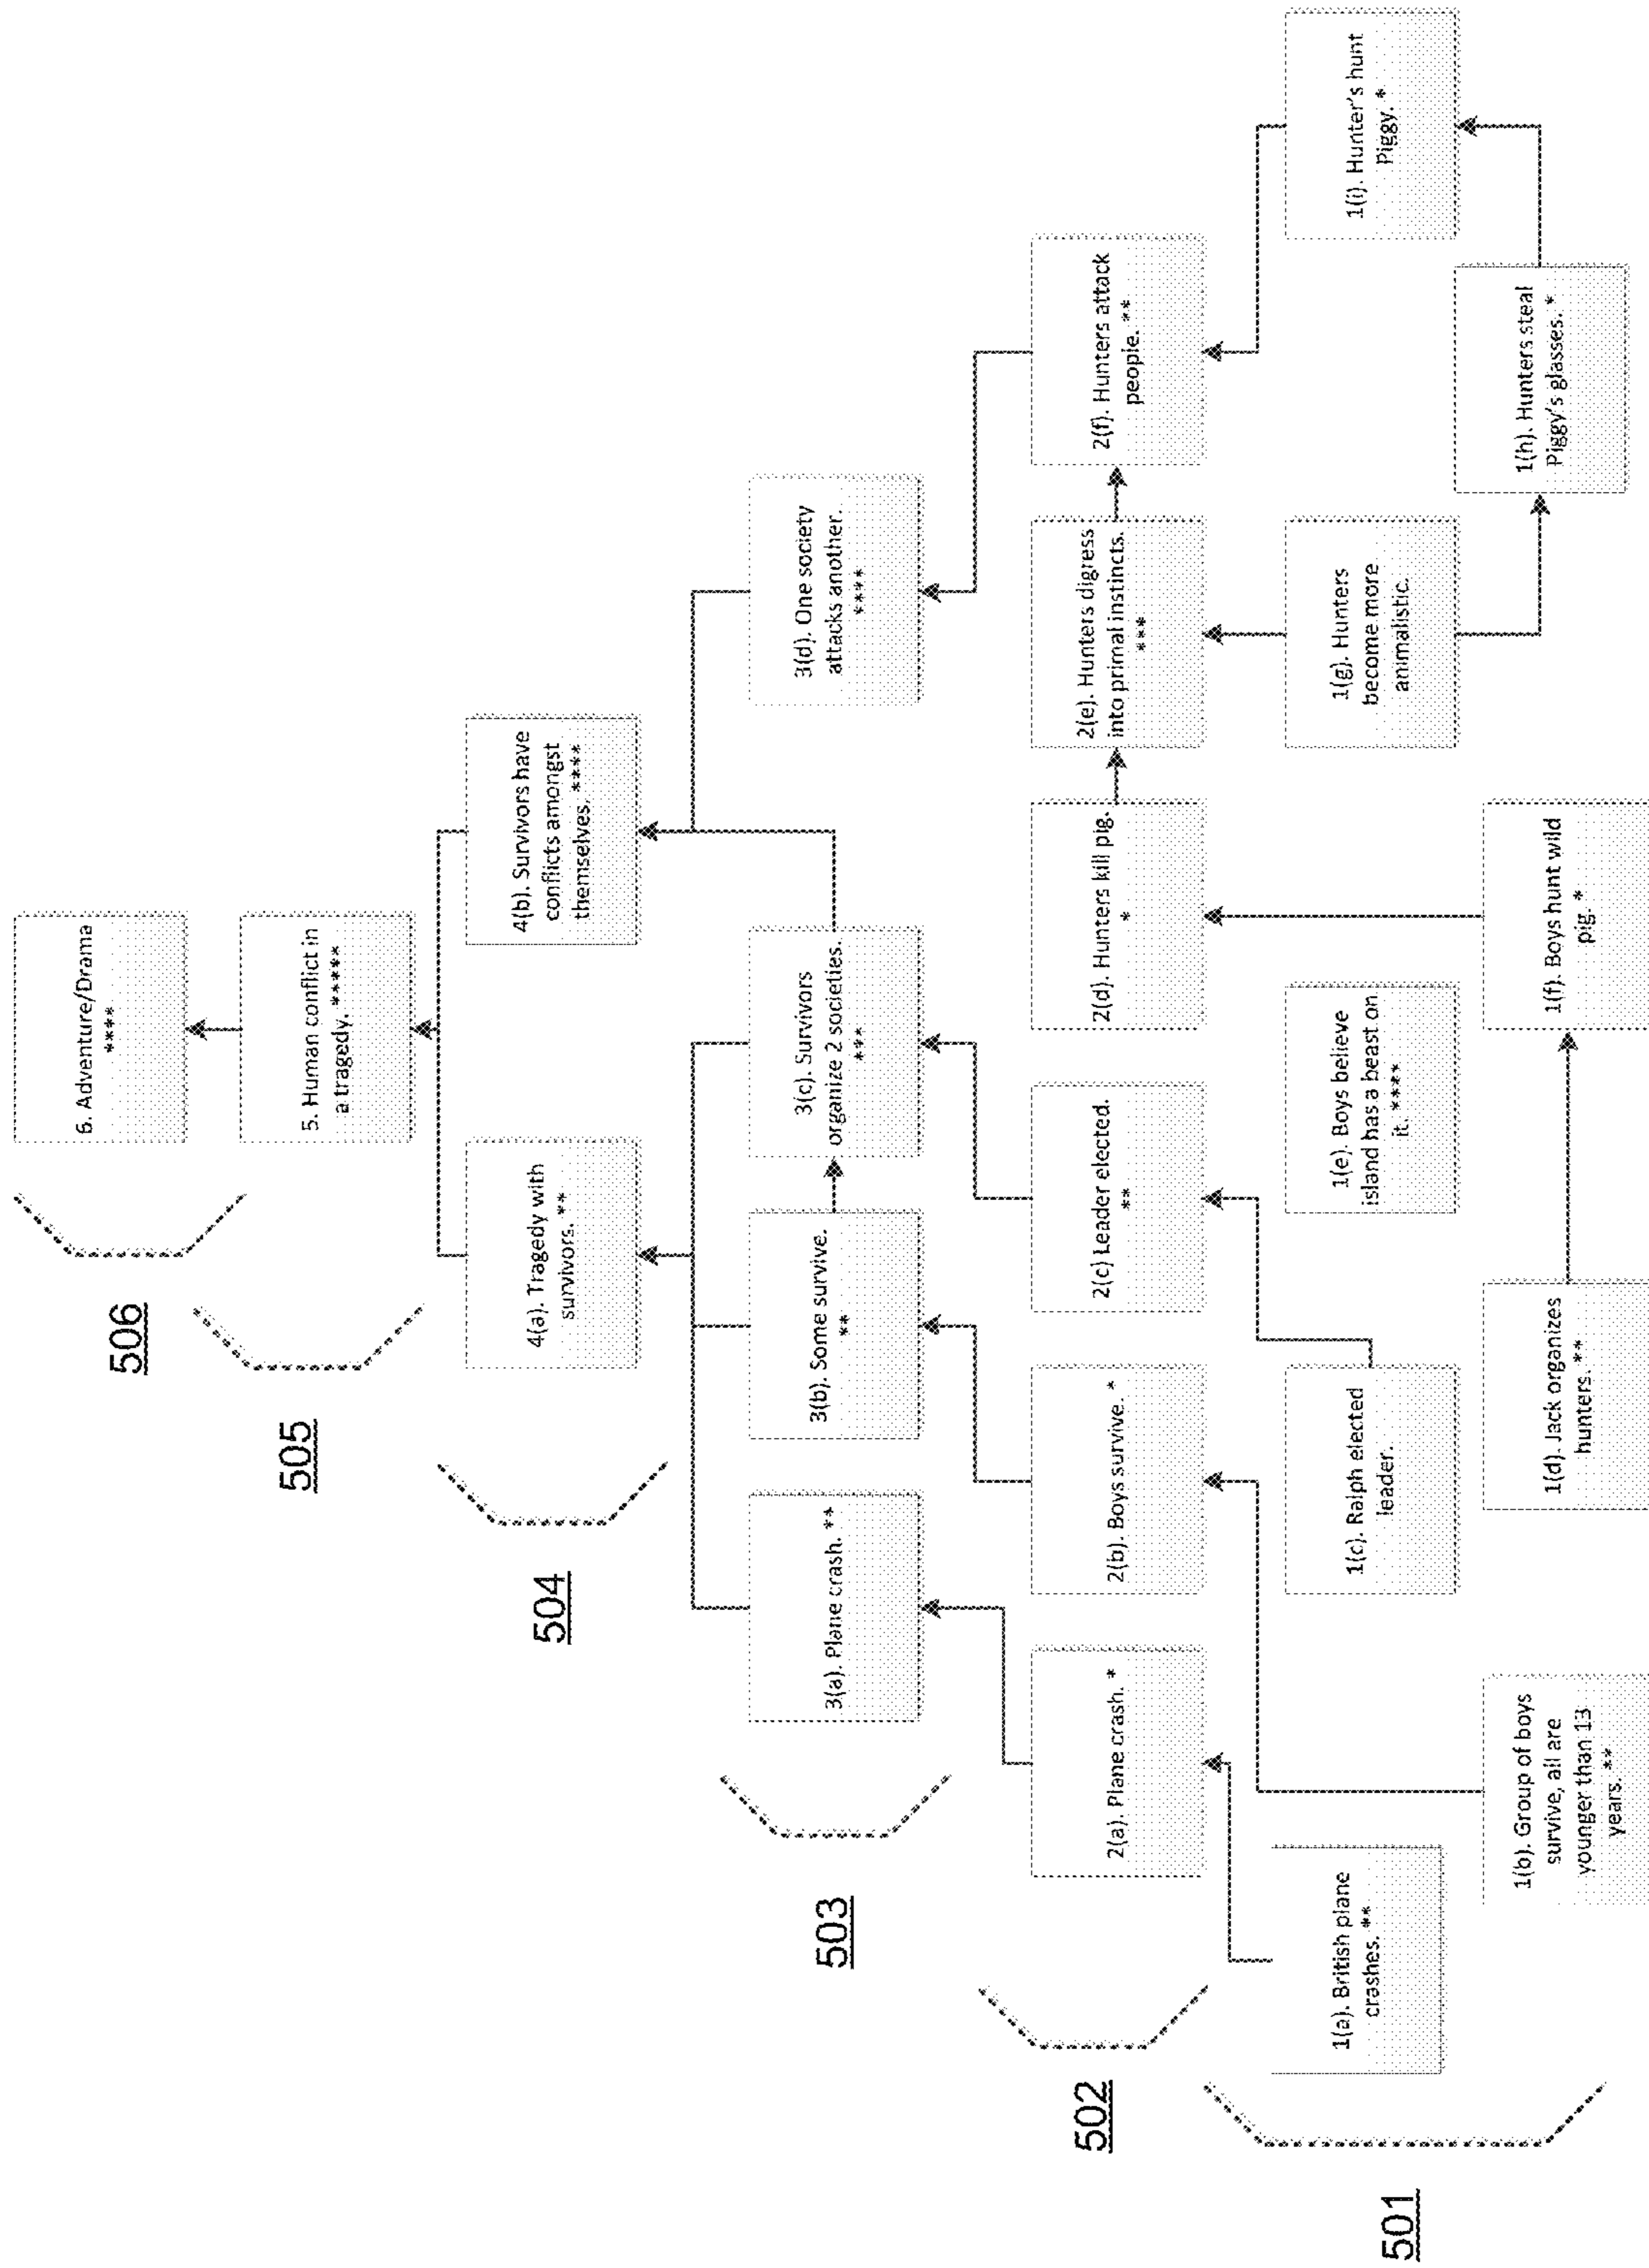 506
6. Adventure/Drama
****
505
5. Human conflict in
a tragedy. *****
504
4(a). Tragedy with
survivors. **
4(b). Survivors have
conflicts amongst
themselves. ****
503
3(a). Plane crash. **
3(b). Some survive.
**
3(c). Survivors
organize 2 societies.
***
3(d). One society
attacks another.
****
502
2(a). Plane crash. *
2(b). Boys survive. *
2(c) Leader elected.
**
2(d). Hunters kill pig.
*
2(e). Hunters digress
into primal instincts.
***
2(f). Hunters attack
people. **
501
1(a). British plane
crashes. **
1(b). Group of boys
survive, all are
younger than 13
years. **
1(c). Ralph elected
leader.
1(d). Jack organizes
hunters. **
1(e). Boys believe
island has a beast on
it. ****
1(f). Boys hunt wild
pig. *
1(g). Hunters
become more
animalistic.
1(h). Hunters steal
Piggy's glasses. *
1(i). Hunter's hunt
Piggy. *